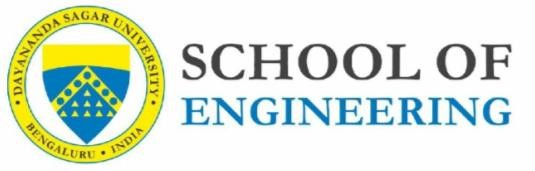 DAYANANDA SAGAR UNIVERSITY
BENGALURU • INDIA
SCHOOL OF
ENGINEERING